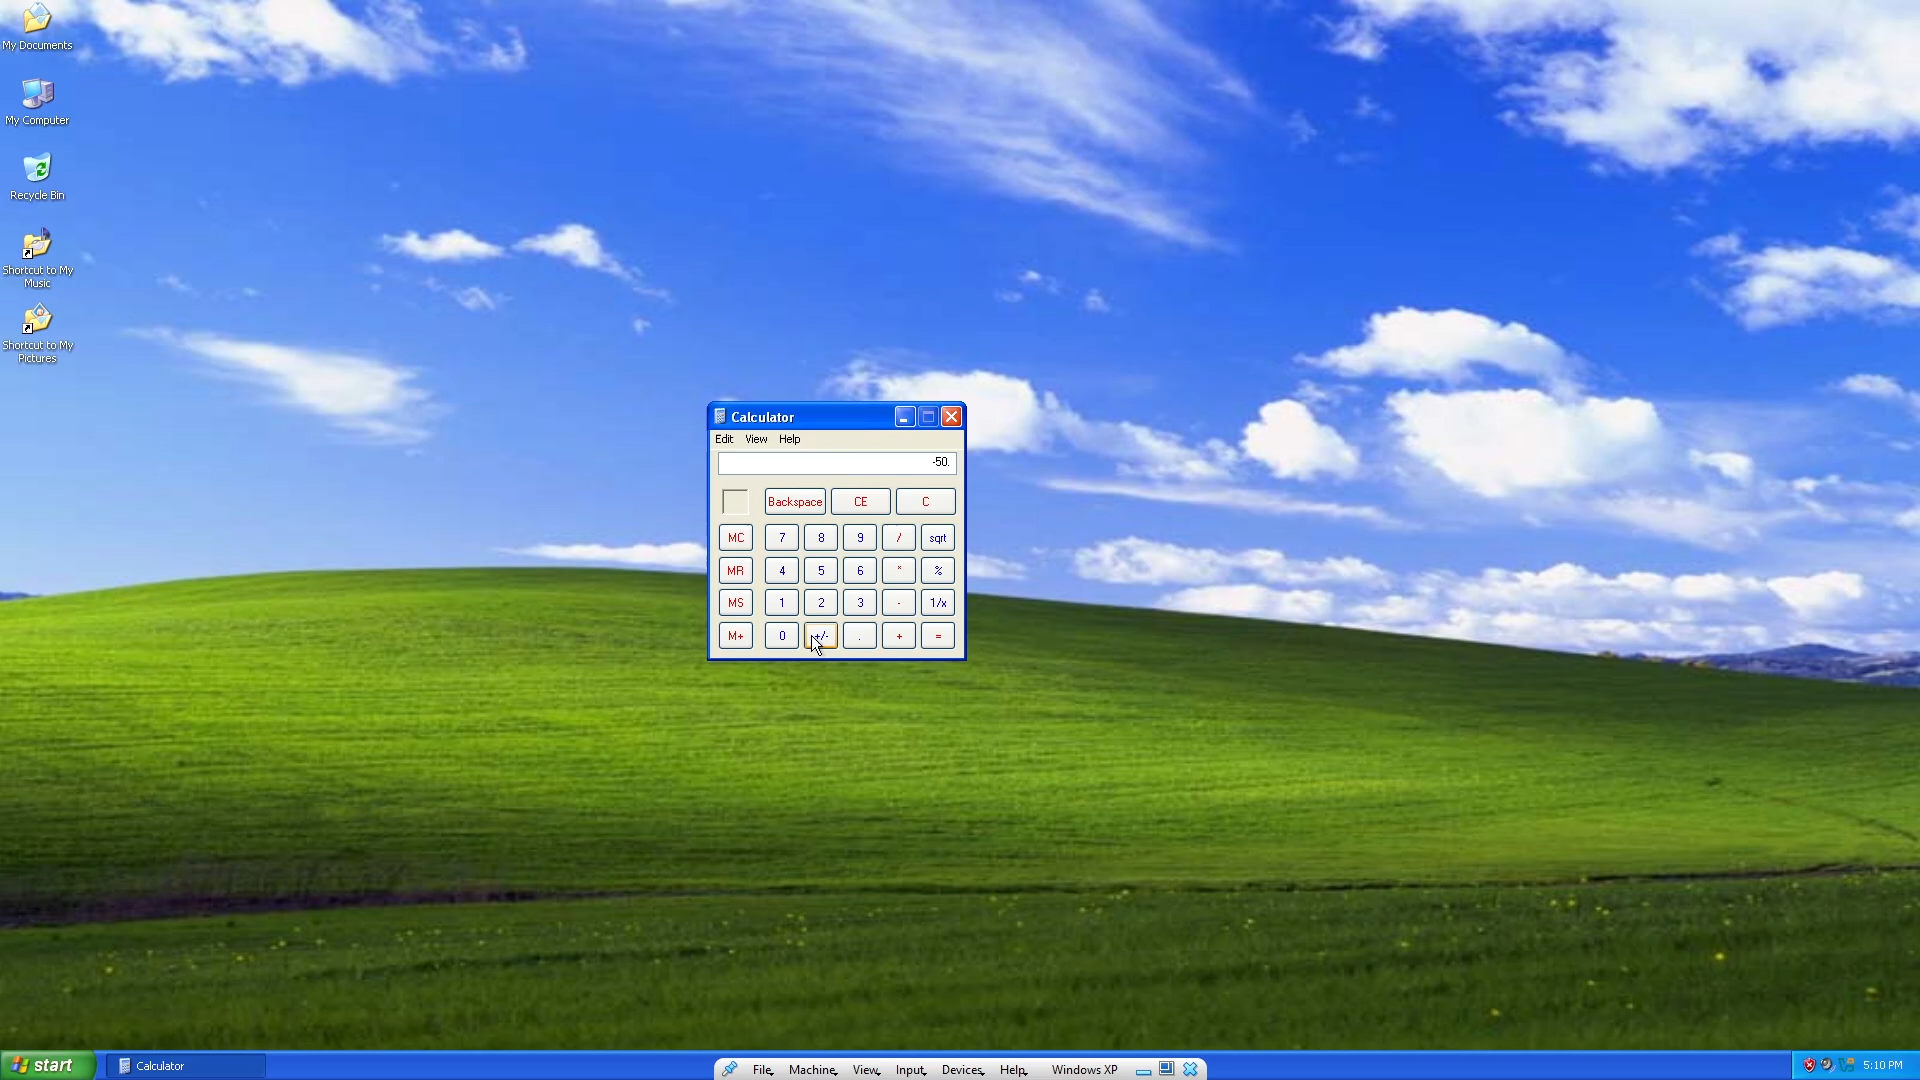 My Documents
My Computer
Recycle Bin
Shortcut to My
Music
Shortcut to My
Pictures
Calculator
Edit View Help
-50.
Backspace CE C
MC 7 8 9 / sqrt
MR 4 5 6 * %
MS 1 2 3 - 1/x
M+ 0 +/- . + =
start Calculator File Machine View Input Devices Help Windows XP 5:10 PM